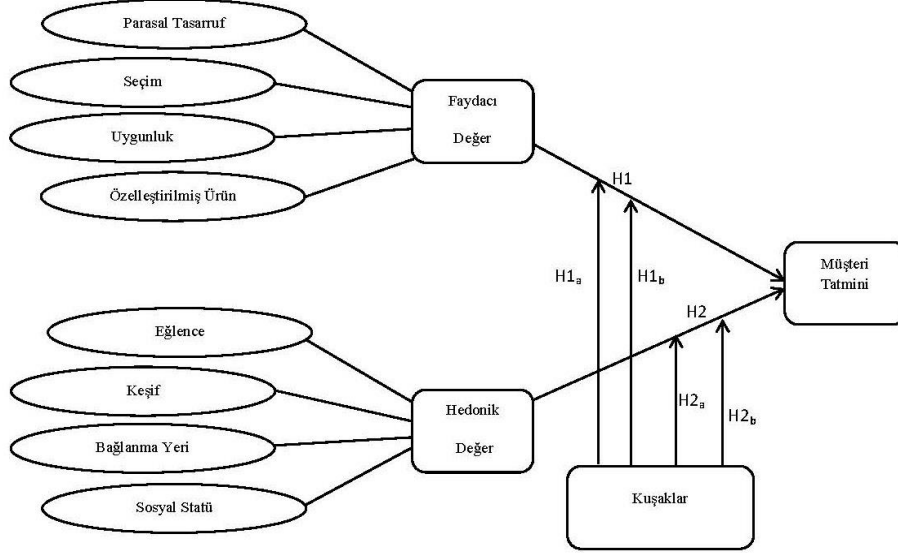 Parasal Tasarruf
Seçim
Uygunluk
Özelleştirilmiş Ürün
Faydacı
Değer
H1
H1a
H1b
Müşteri
Tatmini
Eğlence
Keşif
Bağlanma Yeri
Sosyal Statü
Hedonik
Değer
H2
H2a
H2b
Kuşaklar